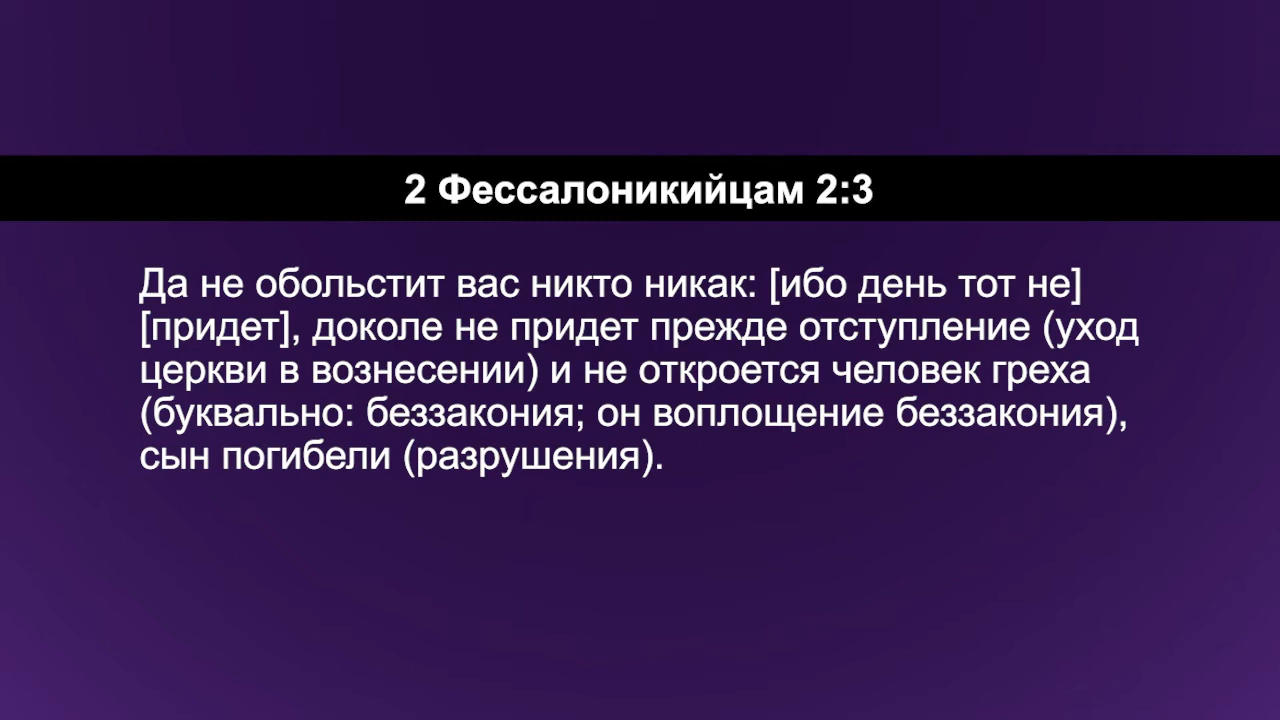 2 Фессалоникийцам 2:3
Да не обольстит вас никто никак: [ибо день тот не]
[придет], доколе не придет прежде отступление (уход
церкви в вознесении) и не откроется человек греха
(буквально: беззакония; он воплощение беззакония),
сын погибели (разрушения).